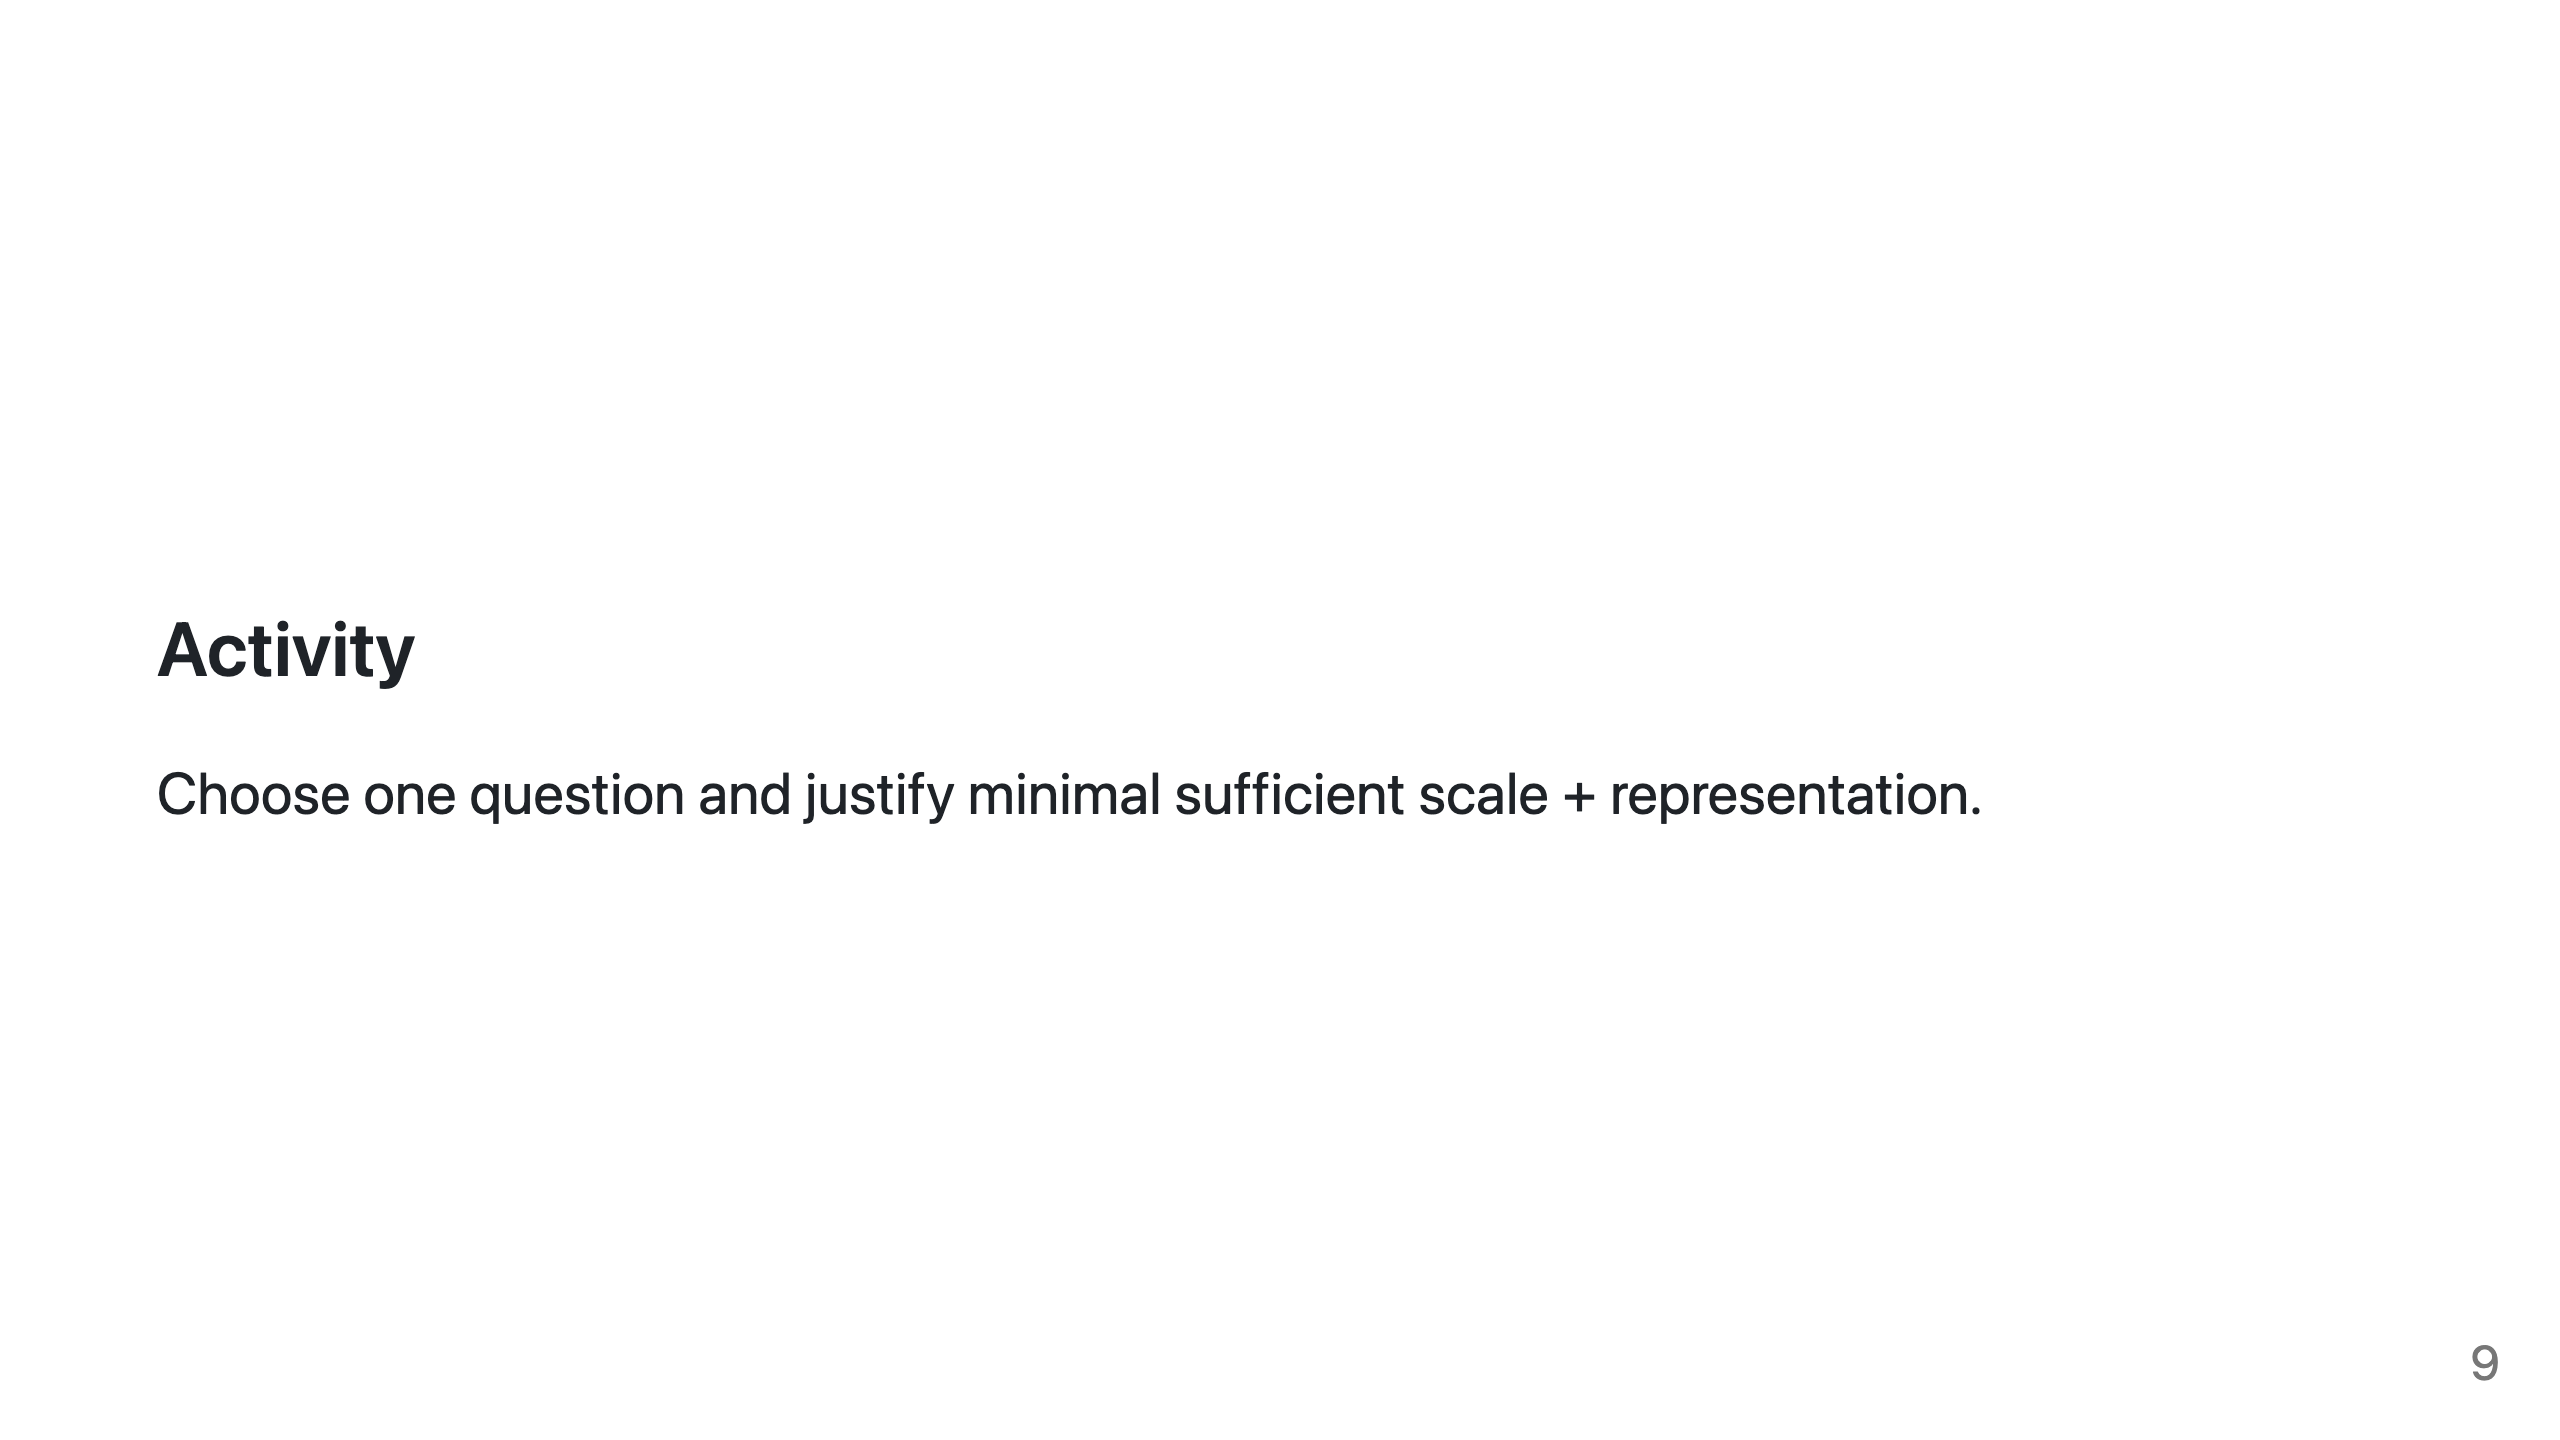 Activity
Choose one question and justify minimal sufficient scale + representation.
9